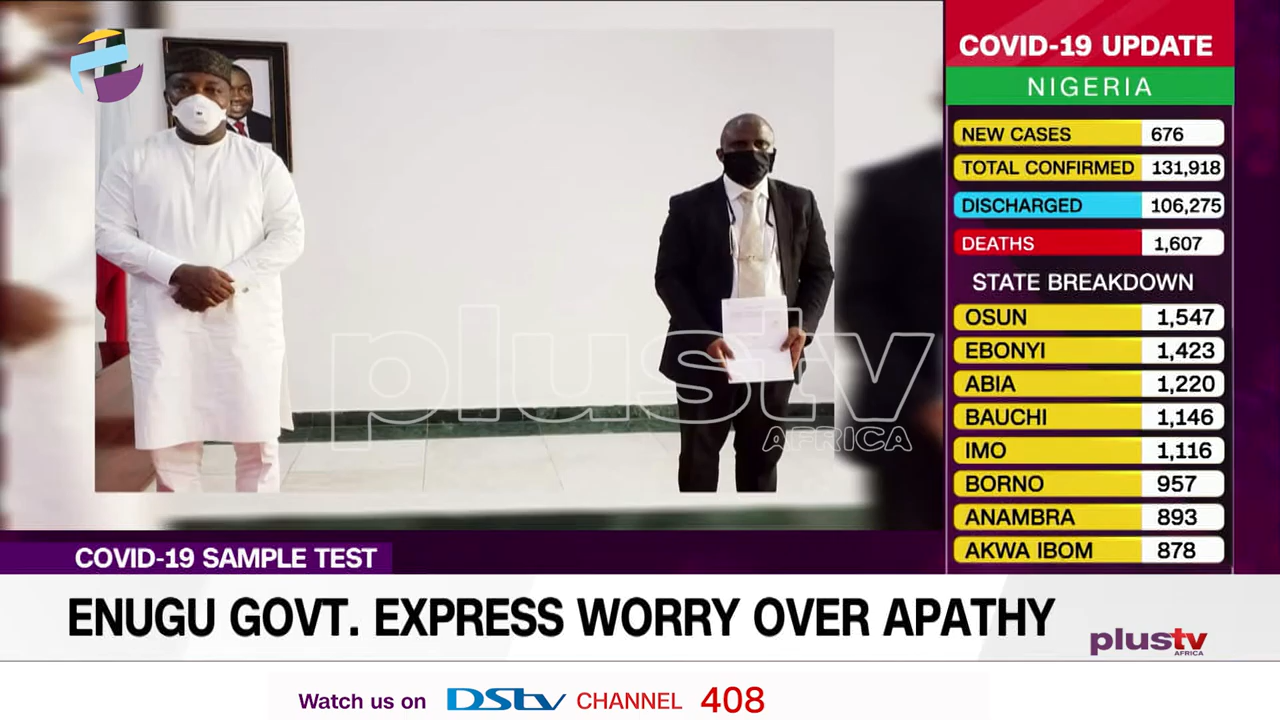 COVID-19 UPDATE
NIGERIA
NEW CASES 676
TOTAL CONFIRMED 131,918
DISCHARGED 106,275
DEATHS 1,607
STATE BREAKDOWN
OSUN 1,547
EBONYI 1,423
ABIA 1,220
BAUCHI 1,146
IMO 1,116
BORNO 957
ANAMBRA 893
AKWA IBOM 878
plustv
AFRICA
COVID-19 SAMPLE TEST
ENUGU GOVT. EXPRESS WORRY OVER APATHY
plustv
AFRICA
Watch us on DStv CHANNEL 408